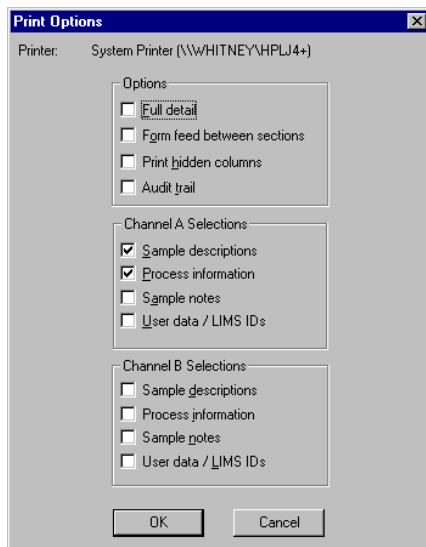 Print Options
Printer: System Printer (\\WHITNEY\HPLJ4+)
Options
Full detail
Form feed between sections
Print hidden columns
Audit trail
Channel A Selections
Sample descriptions
Process information
Sample notes
User data / LIMS IDs
Channel B Selections
Sample descriptions
Process information
Sample notes
User data / LIMS IDs
OK Cancel